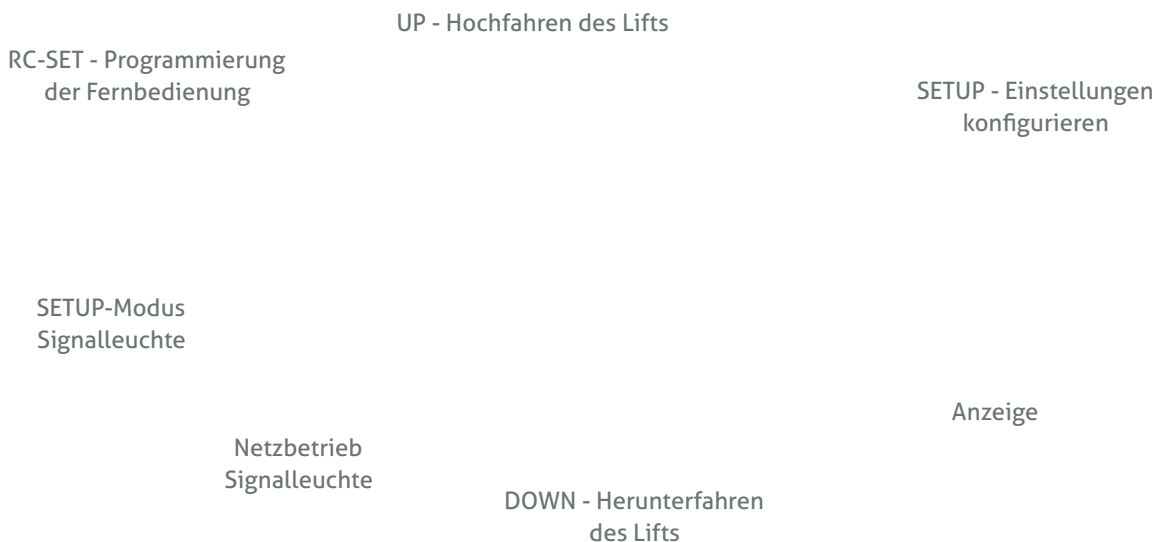 UP - Hochfahren des Lifts
RC-SET - Programmierung
der Fernbedienung
SETUP - Einstellungen
konfigurieren
SETUP-Modus
Signalleuchte
Anzeige
Netzbetrieb
Signalleuchte
DOWN - Herunterfahren
des Lifts